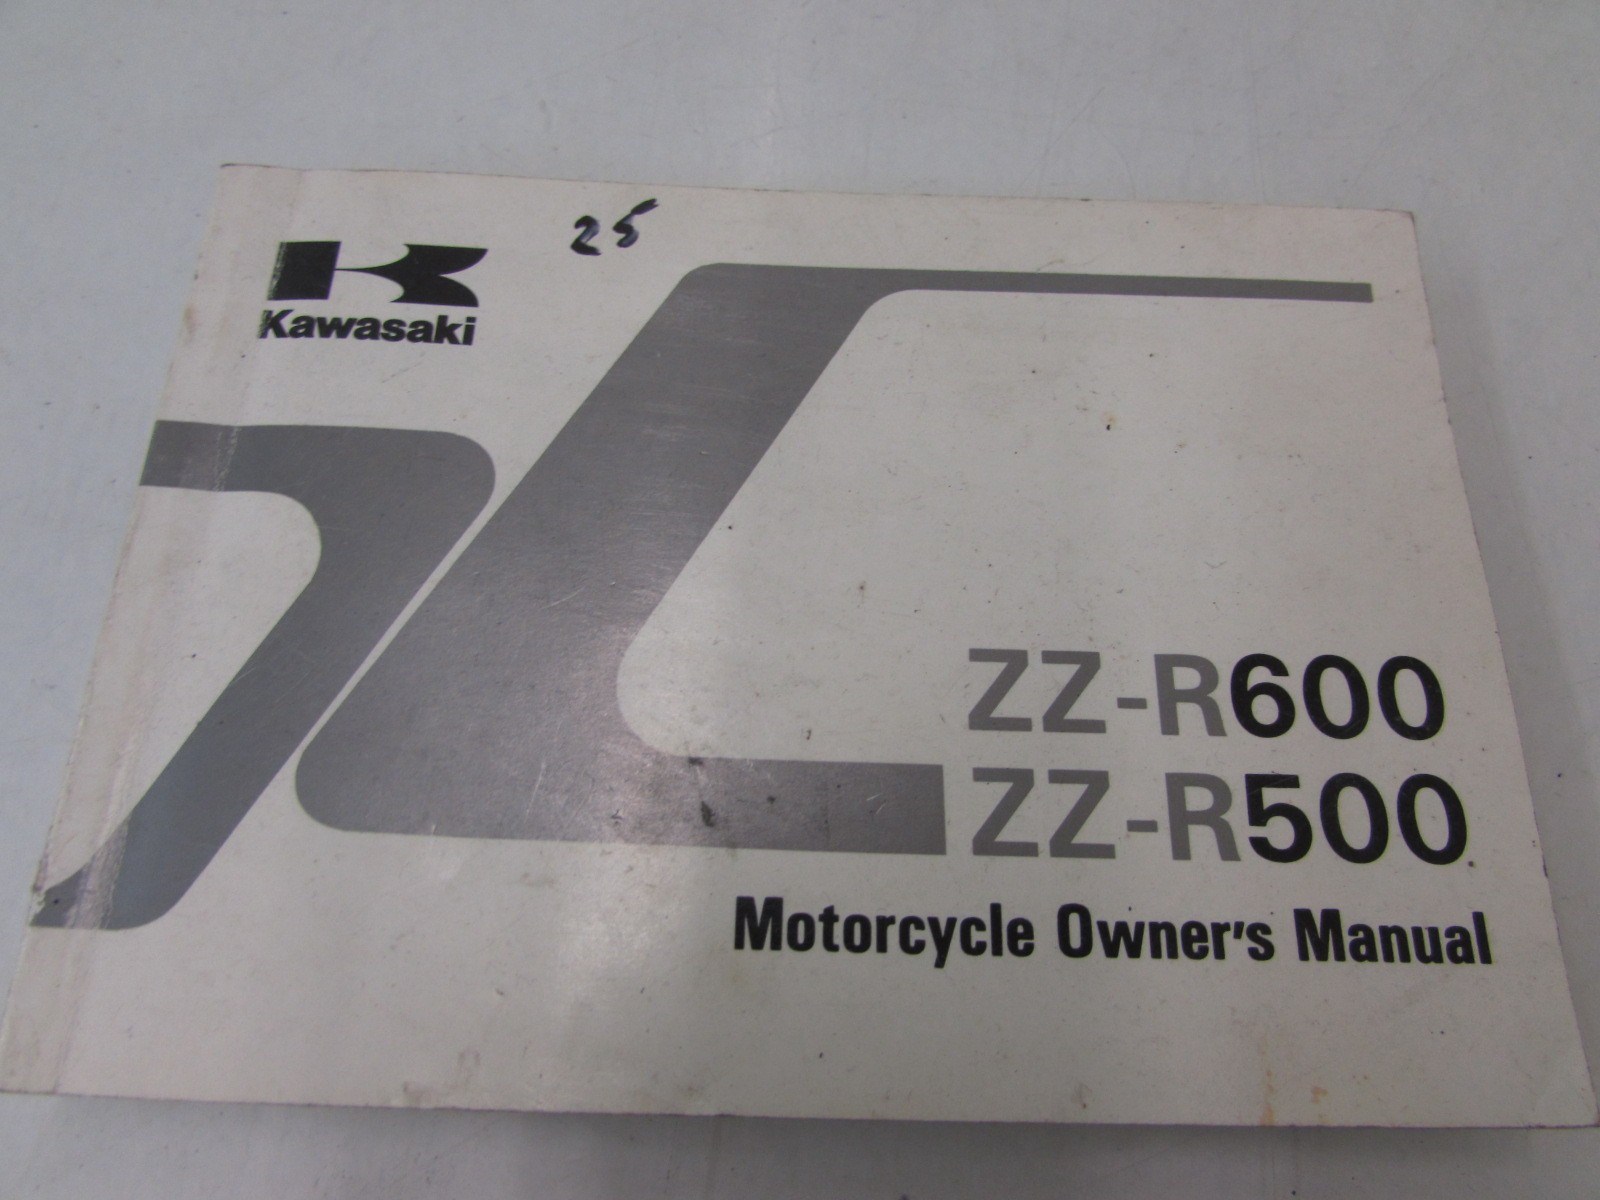 25
Kawasaki
ZZ-R600
ZZ-R500
Motorcycle Owner's Manual